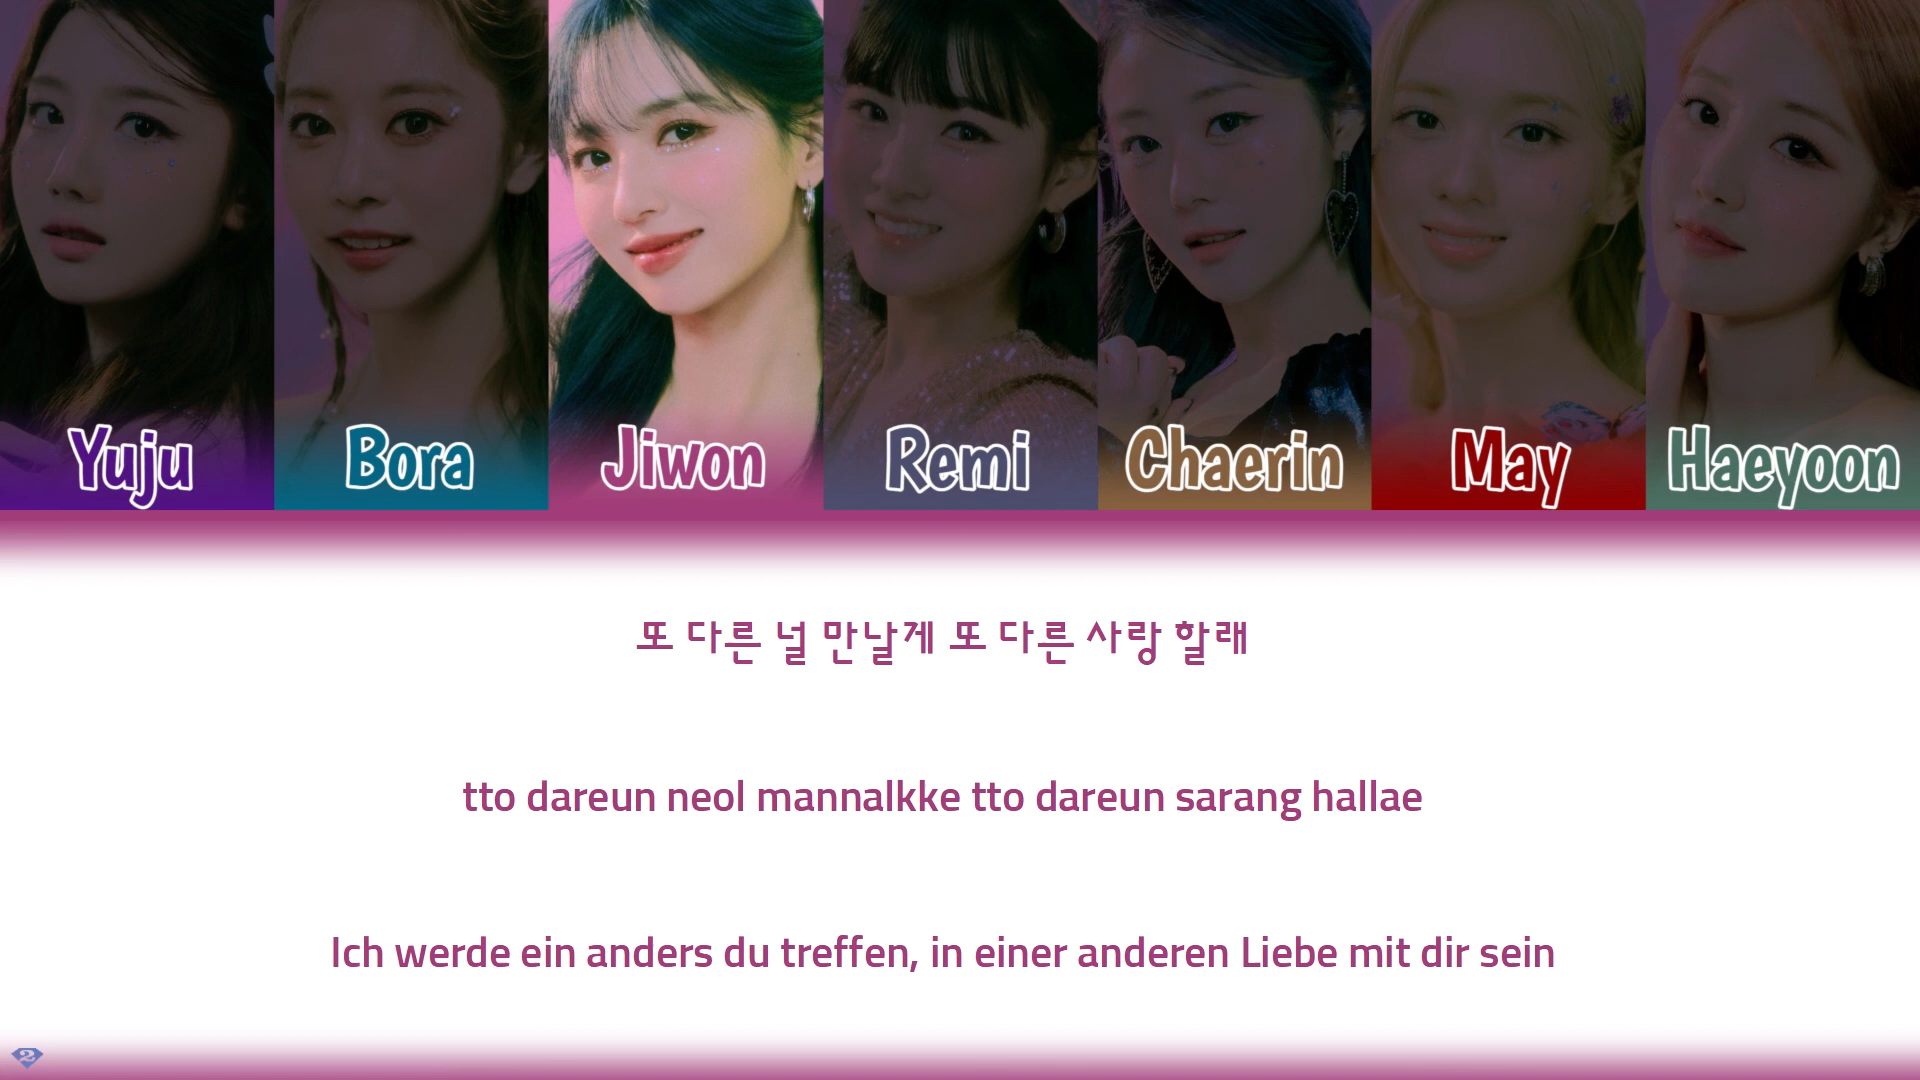 Yuju
Bora
Jiwon
Remi
Chaerin
May
Haeyoon
또 다른 널 만날게 또 다른 사랑 할래
tto dareun neol mannalkke tto dareun sarang hallae
Ich werde ein anders du treffen, in einer anderen Liebe mit dir sein
2